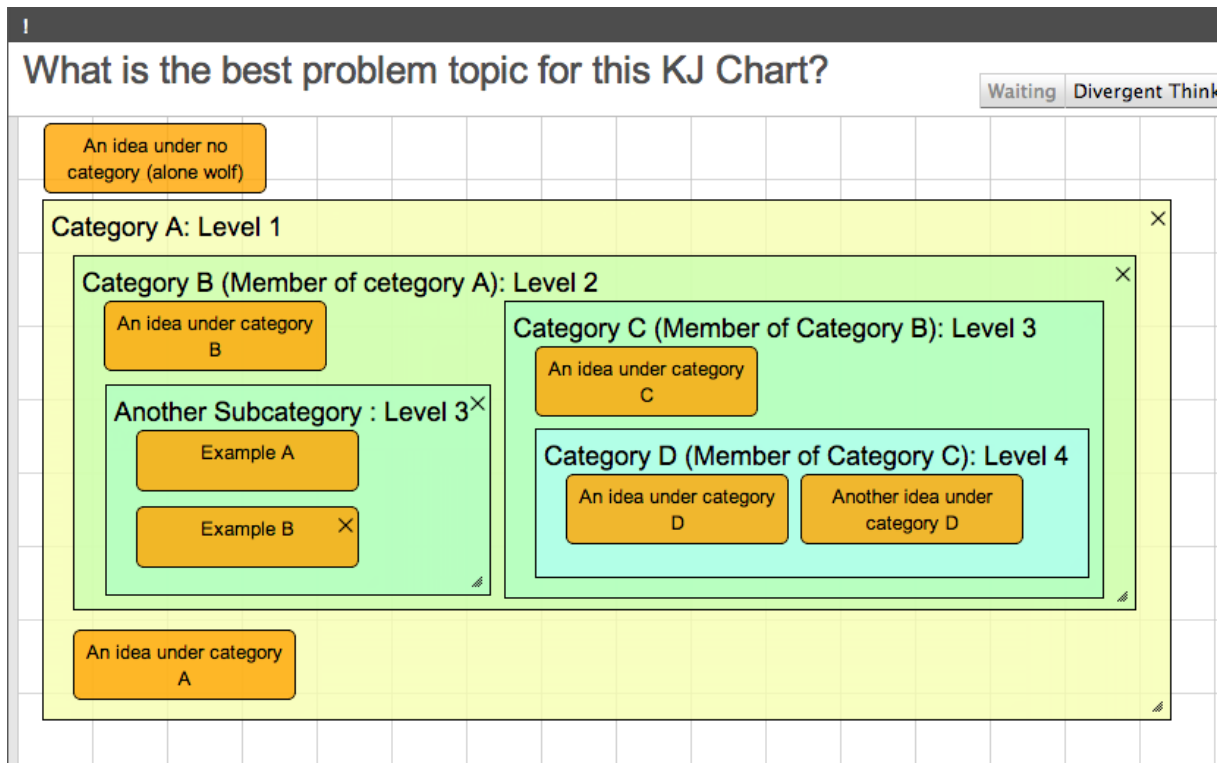 !
What is the best problem topic for this KJ Chart?
Waiting
Divergent Think
An idea under no
category (alone wolf)
Category A: Level 1
Category B (Member of cetegory A): Level 2
An idea under category
B
Another Subcategory : Level 3
Example A
Example B
Category C (Member of Category B): Level 3
An idea under category
C
Category D (Member of Category C): Level 4
An idea under category
D
Another idea under
category D
An idea under category
A